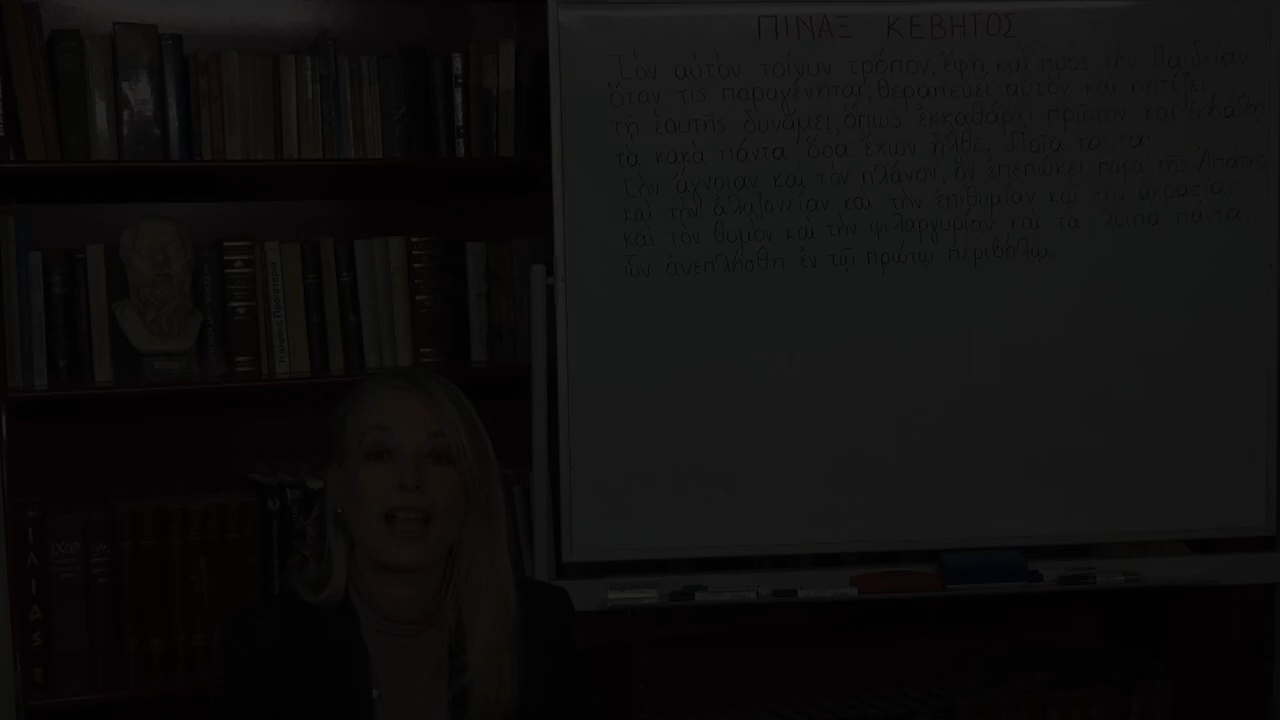 ΠΙΝΑΞ ΚΕΒΗΤΟΣ
Τὸν αὐτὸν τοίνυν τρόπον, ἔφη, καὶ πρὸς τὴν Παιδείαν
ὅταν τις παραγένηται, θεραπεύει αὐτὸν καὶ ποτίζει
τῇ ἑαυτῆς δυνάμει, ὅπως ἐκκαθάρῃ πρῶτον καὶ ἐκβάλῃ
τὰ κακὰ πάντα ὅσα ἔχων ἦλθε. Ποῖα ταῦτα;
Τὴν ἄγνοιαν καὶ τὸν πλάνον, ὃν ἐπεπώκει παρὰ τῆς Ἀπάτης
καὶ τὴν ἀλαζονείαν καὶ τὴν ἐπιθυμίαν καὶ τὴν ἀκρασίαν
καὶ τὸν θυμὸν καὶ τὴν φιλαργυρίαν καὶ τὰ λοιπὰ πάντα,
ὧν ἀνεπλήσθη ἐν τῷ πρώτῳ περιβόλῳ.
ΙΛΙΑΣ